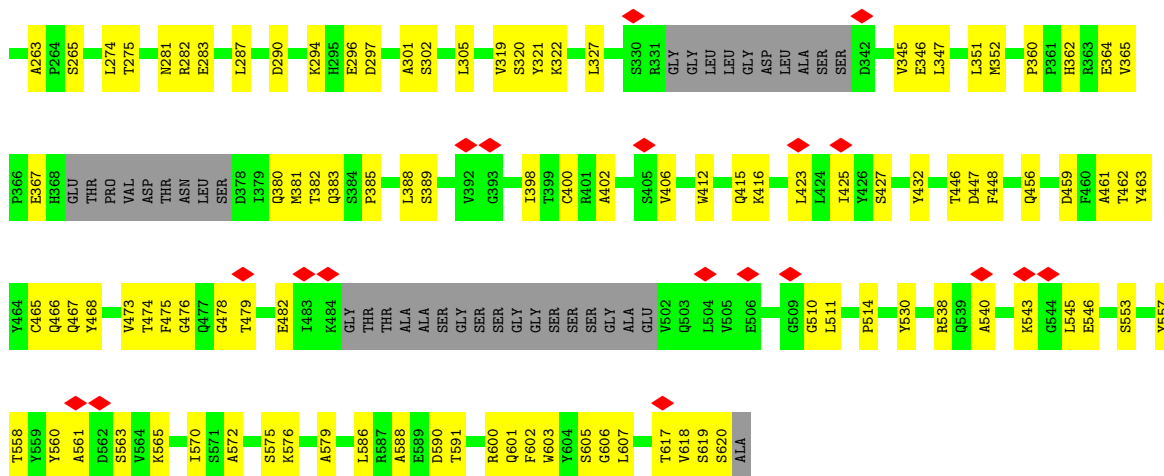 A263 P264 S265 L274 T275 N281 R282 E283 L287 D290 K294 H295 E296 D297 A301 S302 L305 V319 S320 Y321 K322 L327 S330 R331 GLY GLY LEU LEU GLY ASP LEU ALA SER SER D342 V345 E346 L347 L351 M352 P360 P361 H362 R363 E364 V365
P366 E367 H368 GLU THR PRO VAL ASP THR ASN LEU SER D378 I379 Q380 M381 T382 Q383 S384 P385 L388 S389 V392 G393 I398 T399 C400 R401 A402 S405 V406 W412 Q415 K416 L423 L424 I425 Y426 S427 Y432 T446 D447 F448 Q456 D459 F460 A461 T462 Y463
Y464 C465 Q466 Q467 Y468 V473 T474 F475 G476 Q477 G478 T479 E482 I483 K484 GLY THR THR ALA ALA SER GLY SER SER GLY GLY SER SER SER GLY ALA GLU V502 Q503 L504 V505 E506 G509 G510 L511 P514 Y530 R538 Q539 A540 K543 G544 L545 E546 S553 Y557
T558 Y559 Y560 A561 D562 S563 V564 K565 I570 S571 A572 S575 K576 A579 L586 R587 A588 E589 D590 T591 R600 Q601 F602 W603 Y604 S605 G606 L607 T617 V618 S619 S620 ALA